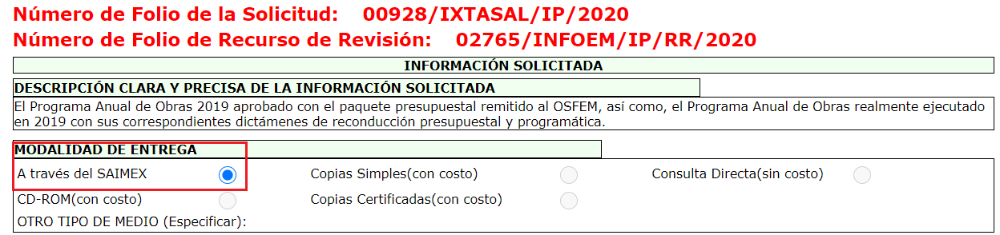 Número de Folio de la Solicitud: 00928/IXTASAL/IP/2020
Número de Folio de Recurso de Revisión: 02765/INFOEM/IP/RR/2020
INFORMACIÓN SOLICITADA
DESCRIPCIÓN CLARA Y PRECISA DE LA INFORMACIÓN SOLICITADA
El Programa Anual de Obras 2019 aprobado con el paquete presupuestal remitido al OSFEM, así como, el Programa Anual de Obras realmente ejecutado
en 2019 con sus correspondientes dictámenes de reconducción presupuestal y programática.
MODALIDAD DE ENTREGA
A través del SAIMEX Copias Simples(con costo) Consulta Directa(sin costo)
CD-ROM(con costo) Copias Certificadas(con costo)
OTRO TIPO DE MEDIO (Especificar):